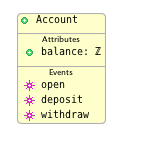 Account
Attributes
balance: ℤ
Events
open
deposit
withdraw